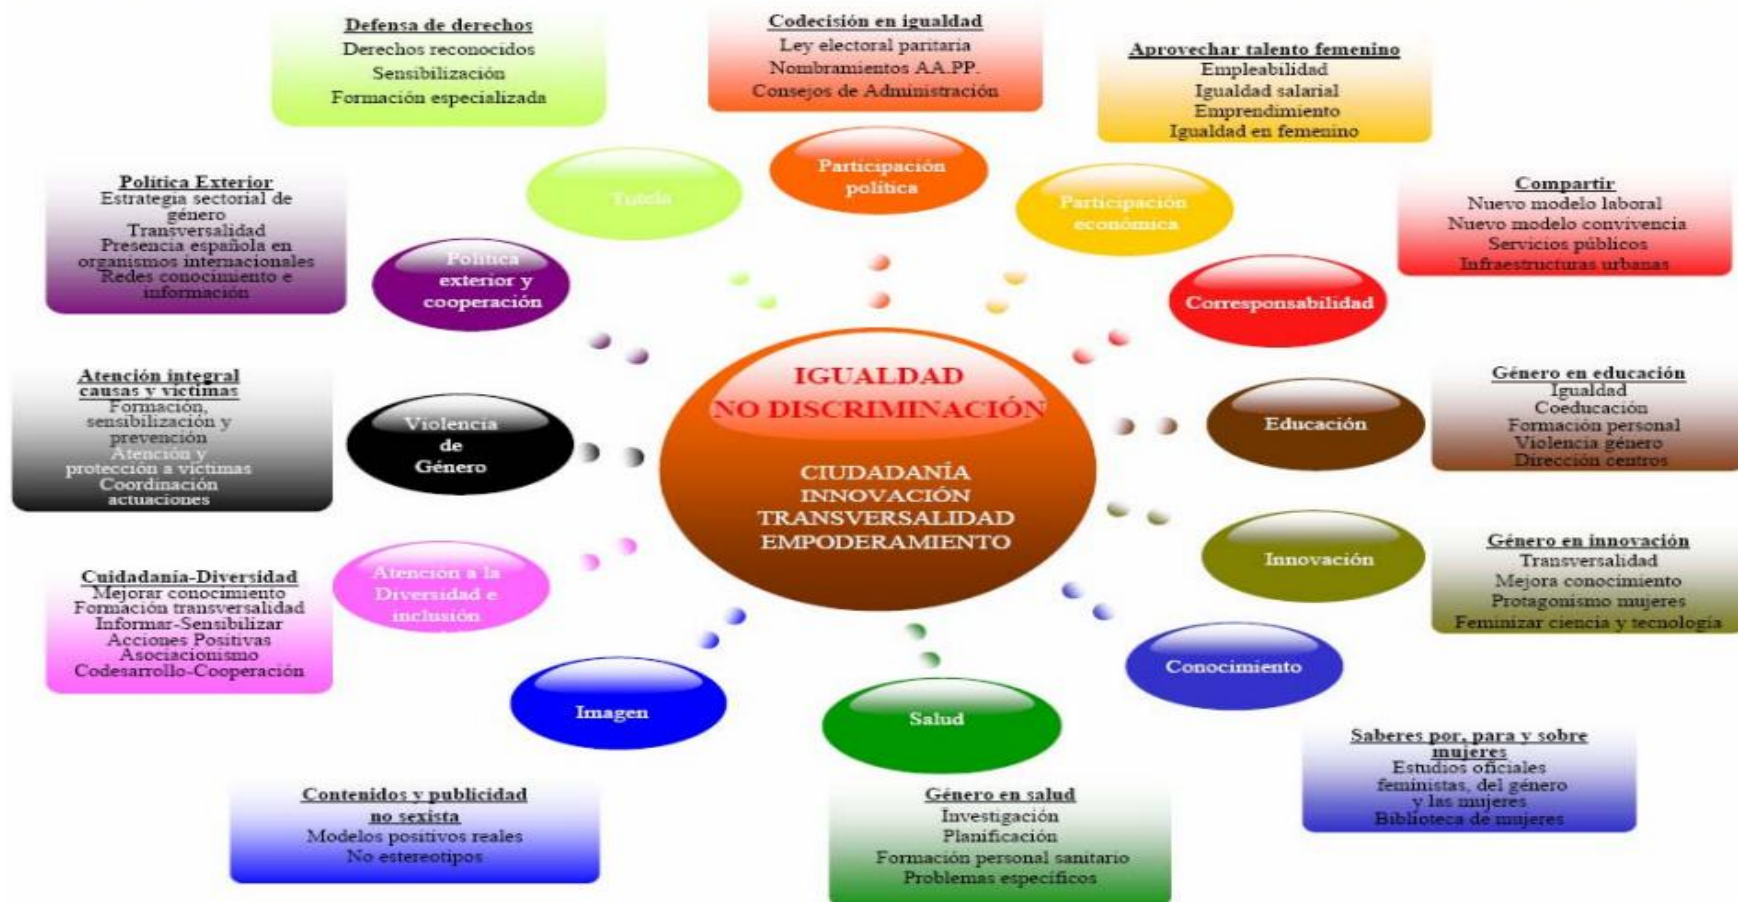 Defensa de derechos
Derechos reconocidos
Sensibilización
Formación especializada
Codecisión en igualdad
Ley electoral paritaria
Nombramientos AA.PP.
Consejos de Administración
Aprovechar talento femenino
Empleabilidad
Igualdad salarial
Emprendimiento
Igualdad en femenino
Tutela
Participación
política
Participación
económica
Política Exterior
Estrategia sectorial de
género
Transversalidad
Presencia española en
organismos internacionales
Redes conocimiento e
información
Política
exterior y
cooperación
Compartir
Nuevo modelo laboral
Nuevo modelo convivencia
Servicios públicos
Infraestructuras urbanas
Corresponsabilidad
IGUALDAD
NO DISCRIMINACIÓN
CIUDADANÍA
INNOVACIÓN
TRANSVERSALIDAD
EMPODERAMIENTO
Atención integral
causas y víctimas
Formación,
sensibilización y
prevención
Atención y
protección a víctimas
Coordinación
actuaciones
Violencia
de
Género
Educación
Género en educación
Igualdad
Coeducación
Formación personal
Violencia género
Dirección centros
Cuidadanía-Diversidad
Mejorar conocimiento
Formación transversalidad
Informar-Sensibilizar
Acciones Positivas
Asociacionismo
Codesarrollo-Cooperación
Atención a la
Diversidad e
inclusión
Innovación
Género en innovación
Transversalidad
Mejora conocimiento
Protagonismo mujeres
Feminizar ciencia y tecnología
Imagen
Salud
Conocimiento
Contenidos y publicidad
no sexista
Modelos positivos reales
No estereotipos
Género en salud
Investigación
Planificación
Formación personal sanitario
Problemas específicos
Saberes por, para y sobre
mujeres
Estudios oficiales
feministas, del género
y las mujeres
Biblioteca de mujeres